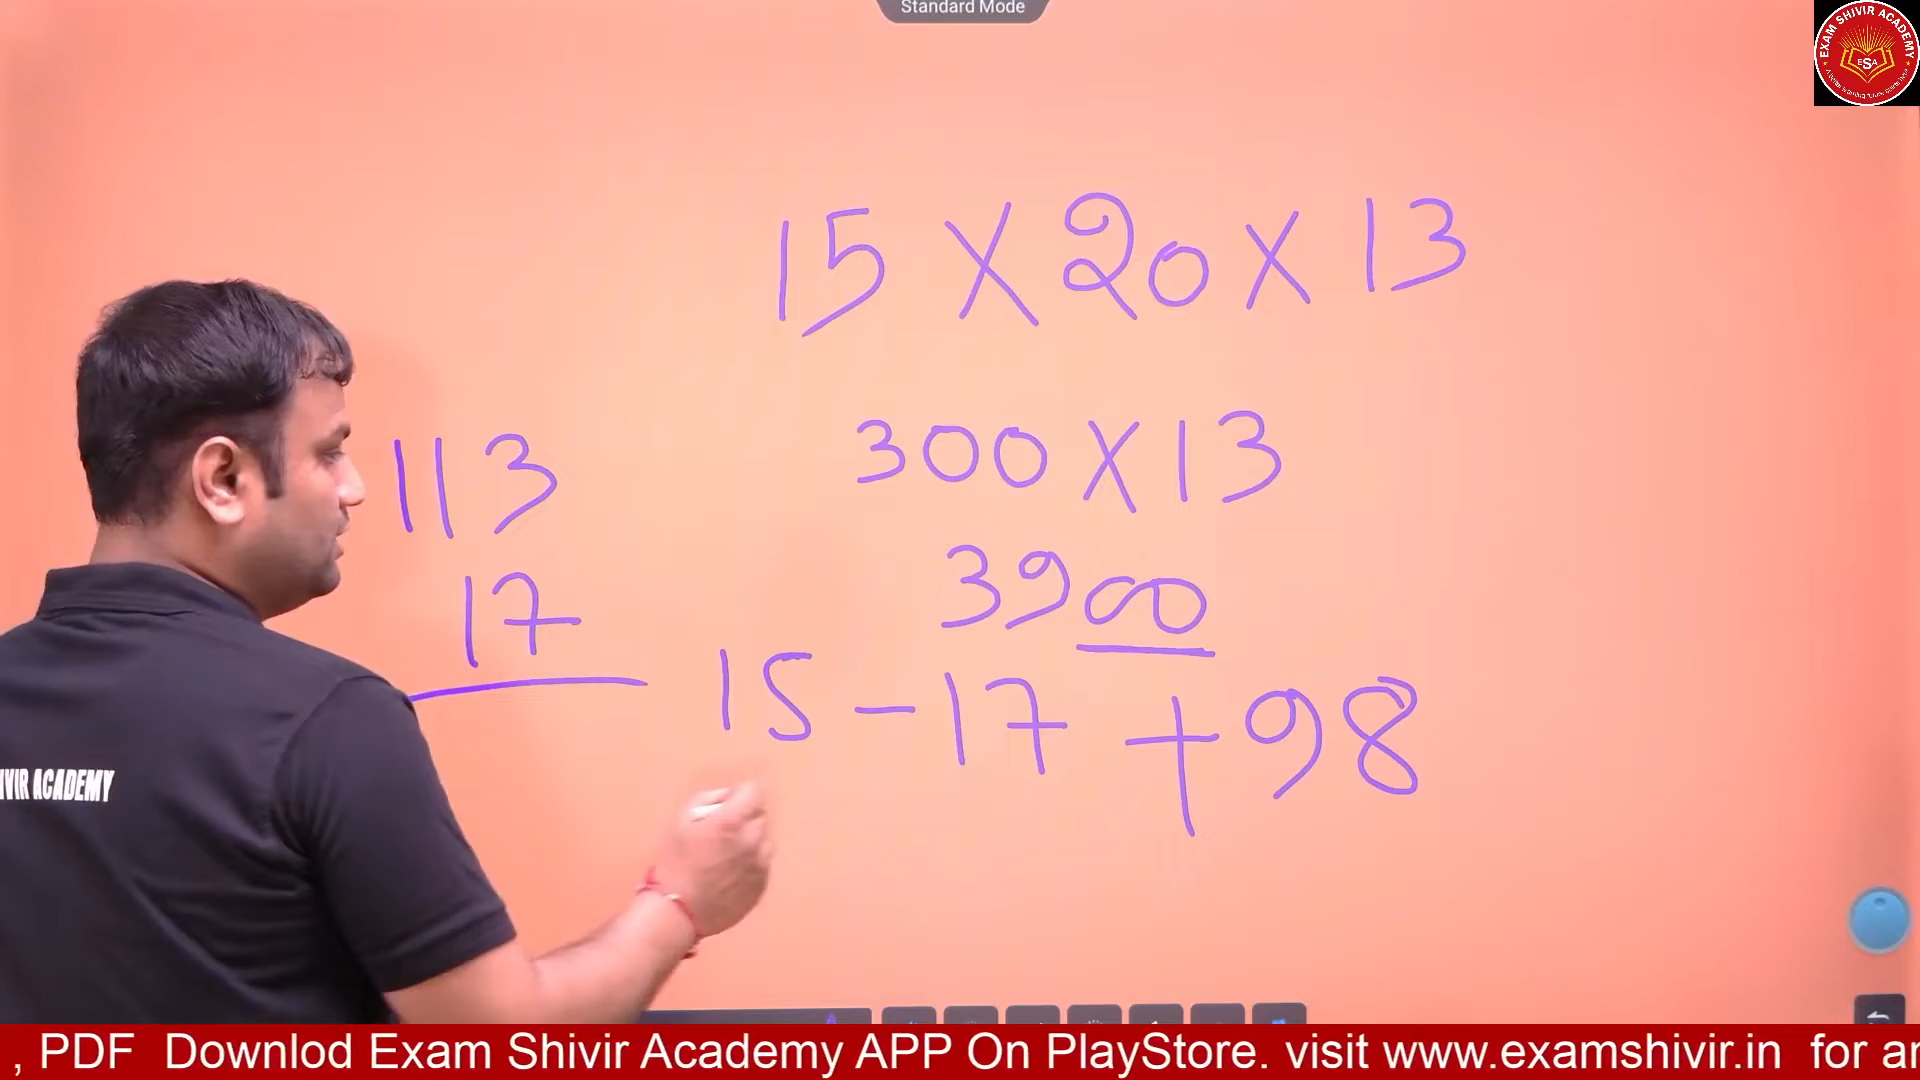 Standard Mode
EXAM SHIVIR ACADEMY
ESA
15 X 20 X 13
300 X 13
3900
113
17
15 - 17 + 98
IVIR ACADEMY
, PDF Downlod Exam Shivir Academy APP On PlayStore. visit www.examshivir.in for ar